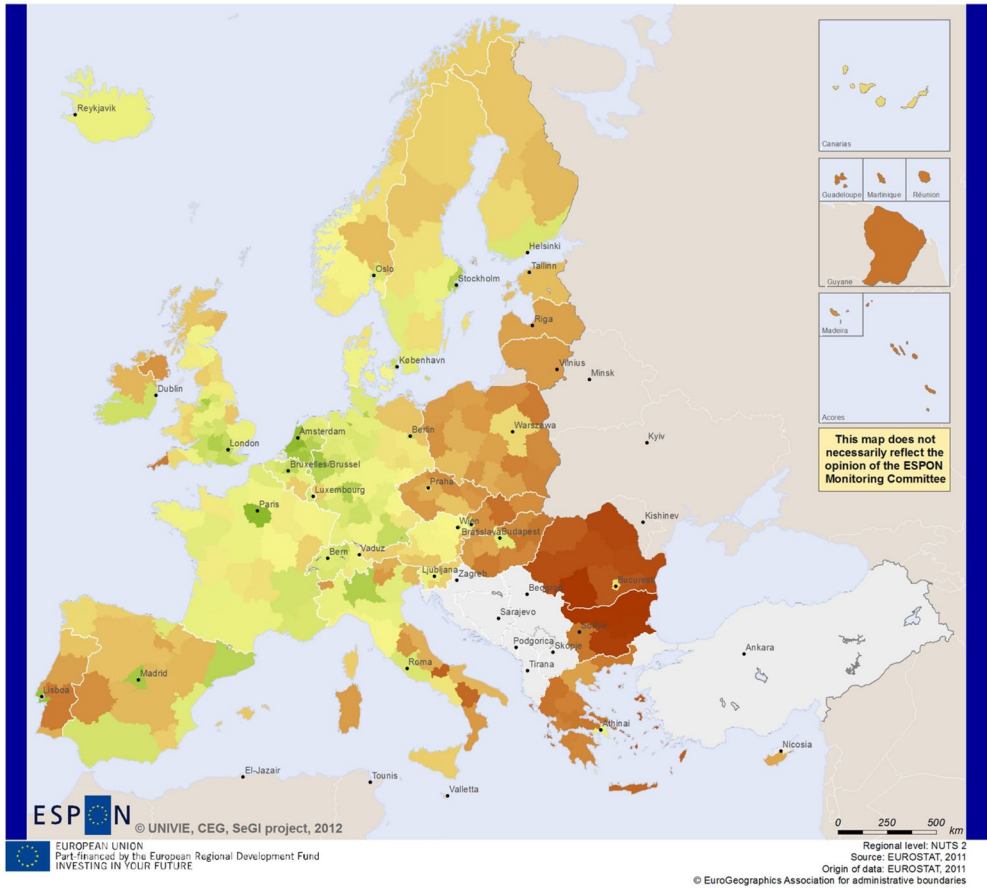 Reykjavik
Canarias
Guadeloupe
Martinique
Réunion
Guyane
Madeira
Acores
This map does not
necessarily reflect the
opinion of the ESPON
Monitoring Committee
Helsinki
Oslo
Tallinn
Stockholm
Riga
København
Vilnius
Minsk
Dublin
Berlin
Warszawa
Amsterdam
London
Kyiv
Bruxelles/Brussel
Praha
Luxembourg
Paris
Kishinev
Wien
Budapest
Bern
Vaduz
Ljubljana
Zagreb
Bucuresti
Sarajevo
Podgorica
Skopje
Tirana
Ankara
Roma
Madrid
Lisboa
Athinai
Nicosia
El-Jazair
Tounis
Valletta
ESPON
© UNIVIE, CEG, SeGI project, 2012
0 250 500 km
EUROPEAN UNION
Part-financed by the European Regional Development Fund
INVESTING IN YOUR FUTURE
Regional level: NUTS 2
Source: EUROSTAT, 2011
Origin of data: EUROSTAT, 2011
© EuroGeographics Association for administrative boundaries